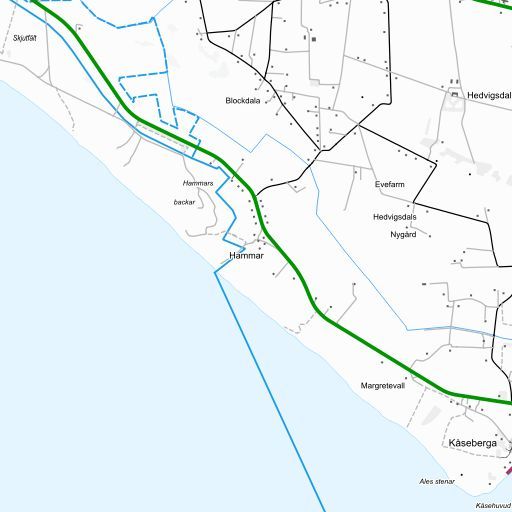 Skjutfält
Hedvigsdal
Blockdala
Hammars
backar
Evefarm
Hedvigsdals
Nygård
Hammar
Margretevall
Kåseberga
Ales stenar
Kåsehuvud